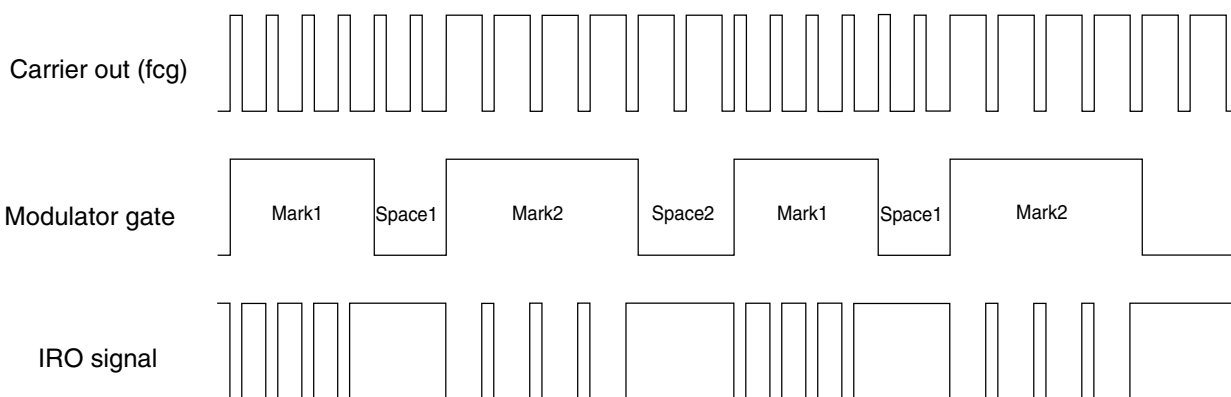 Carrier out (fcg)
Modulator gate
Mark1
Space1
Mark2
Space2
Mark1
Space1
Mark2
IRO signal